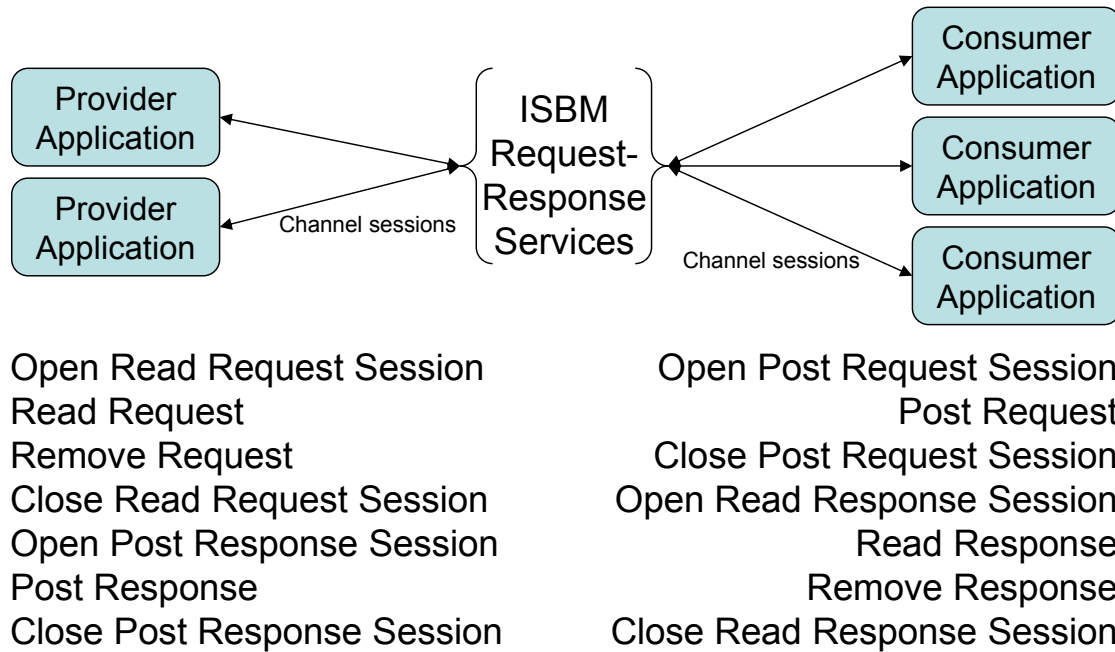 Provider
Application
Provider
Application
Channel sessions
ISBM
Request-
Response
Services
Channel sessions
Consumer
Application
Consumer
Application
Consumer
Application
Open Read Request Session
Read Request
Remove Request
Close Read Request Session
Open Post Response Session
Post Response
Close Post Response Session
Open Post Request Session
Post Request
Close Post Request Session
Open Read Response Session
Read Response
Remove Response
Close Read Response Session